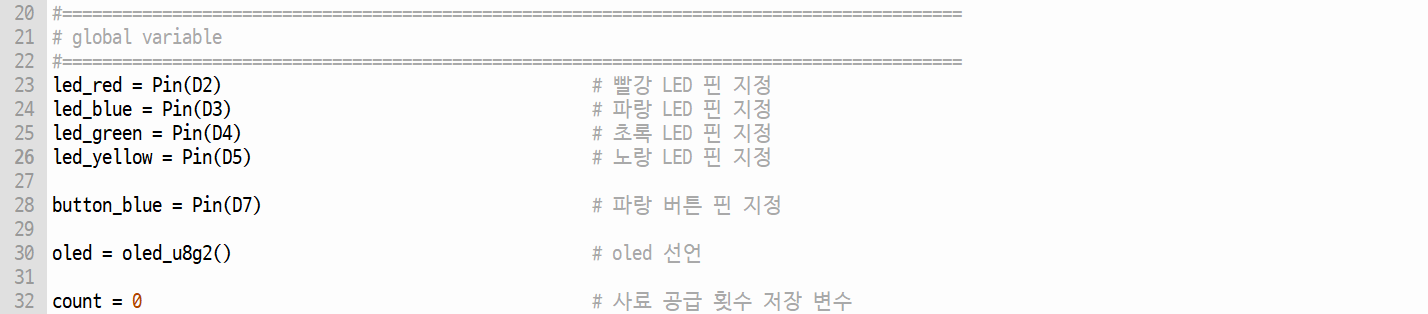 20 #==========================================================================================
21 # global variable
22 #==========================================================================================
23 led_red = Pin(D2) # 빨강 LED 핀 지정
24 led_blue = Pin(D3) # 파랑 LED 핀 지정
25 led_green = Pin(D4) # 초록 LED 핀 지정
26 led_yellow = Pin(D5) # 노랑 LED 핀 지정
27
28 button_blue = Pin(D7) # 파랑 버튼 핀 지정
29
30 oled = oled_u8g2() # oled 선언
31
32 count = 0 # 사료 공급 횟수 저장 변수